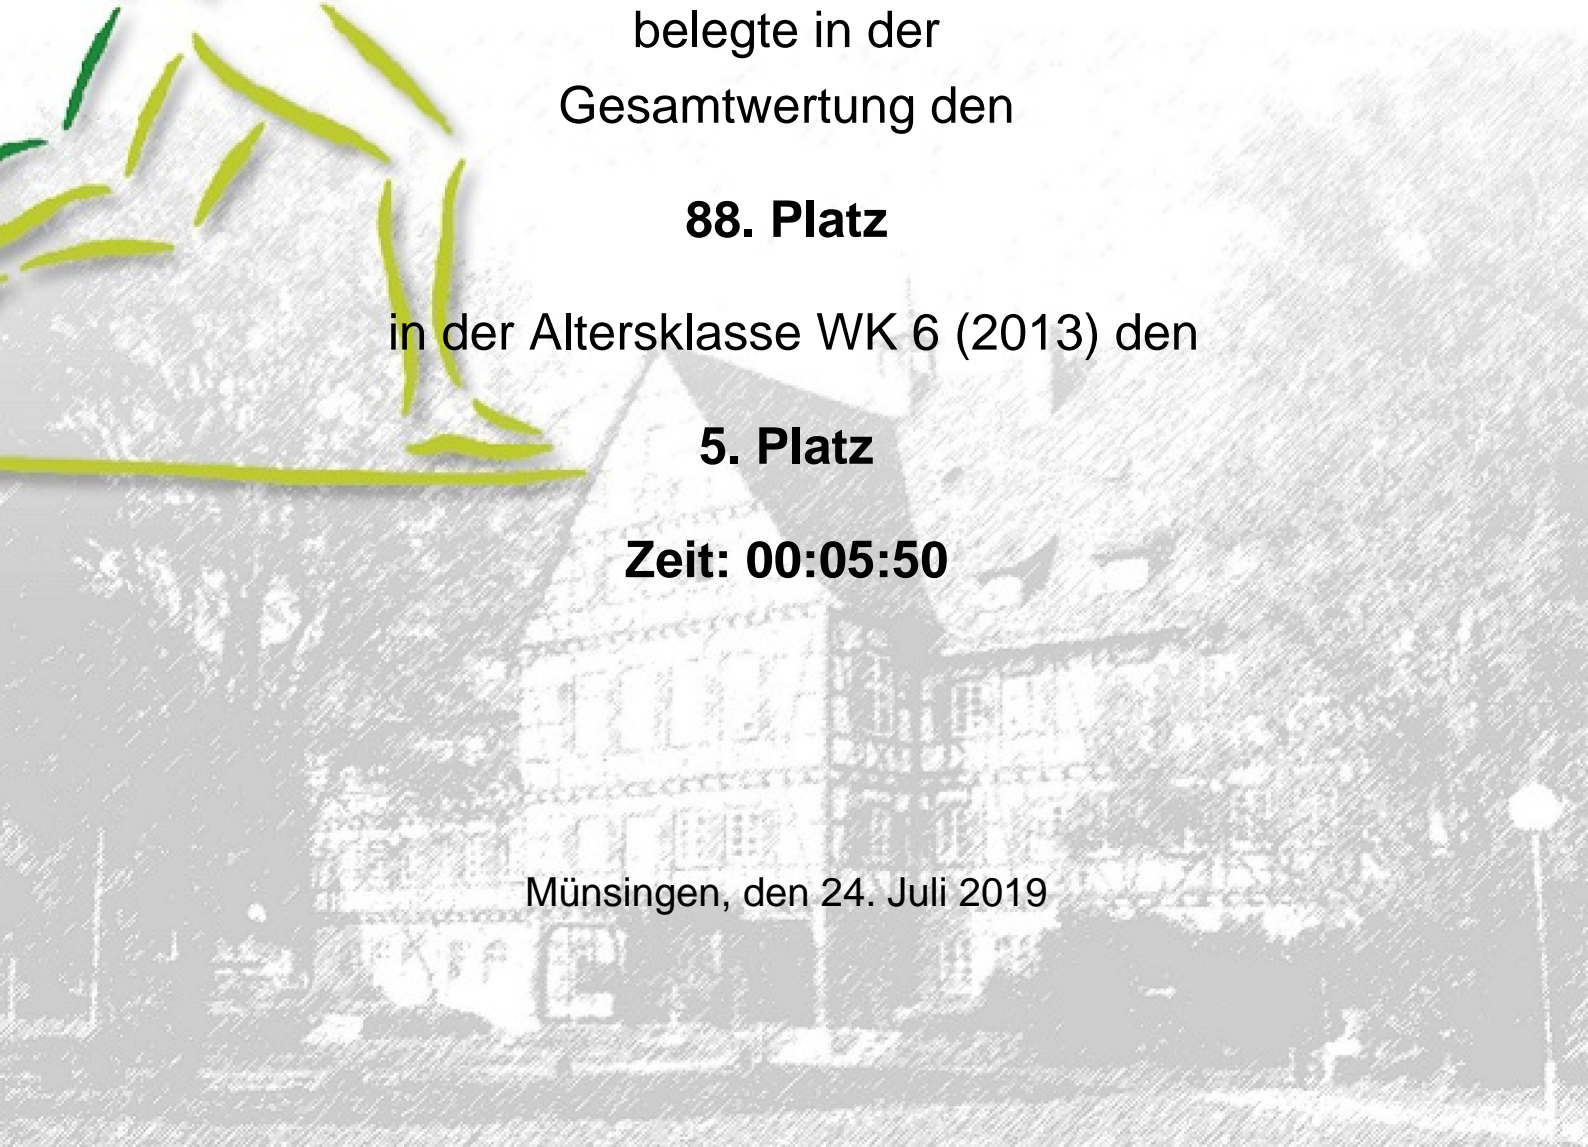 belegte in der
Gesamtwertung den
88. Platz
in der Altersklasse WK 6 (2013) den
5. Platz
Zeit: 00:05:50
Münsingen, den 24. Juli 2019